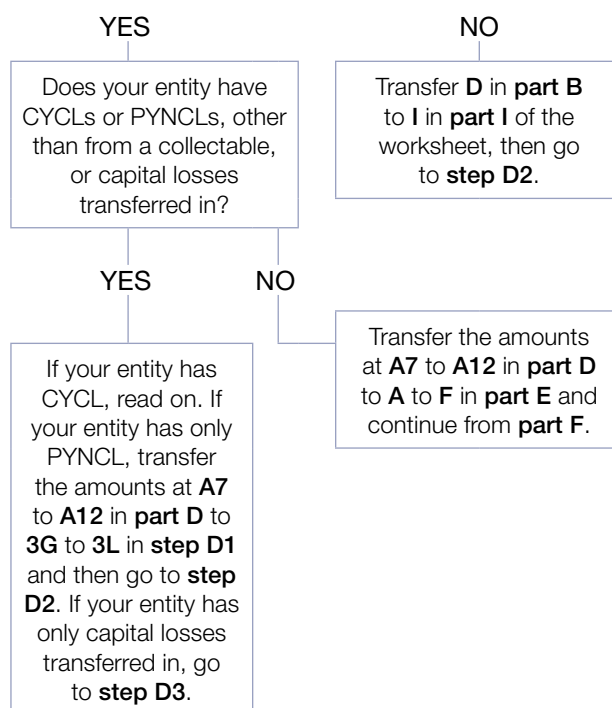 YES
NO
Does your entity have
CYCLs or PYNCLs, other
than from a collectable,
or capital losses
transferred in?
Transfer D in part B
to I in part I of the
worksheet, then go
to step D2.
YES
NO
If your entity has
CYCL, read on. If
your entity has only
PYNCL, transfer
the amounts at A7
to A12 in part D to
3G to 3L in step D1
and then go to step
D2. If your entity has
only capital losses
transferred in, go
to step D3.
Transfer the amounts
at A7 to A12 in part D
to A to F in part E and
continue from part F.